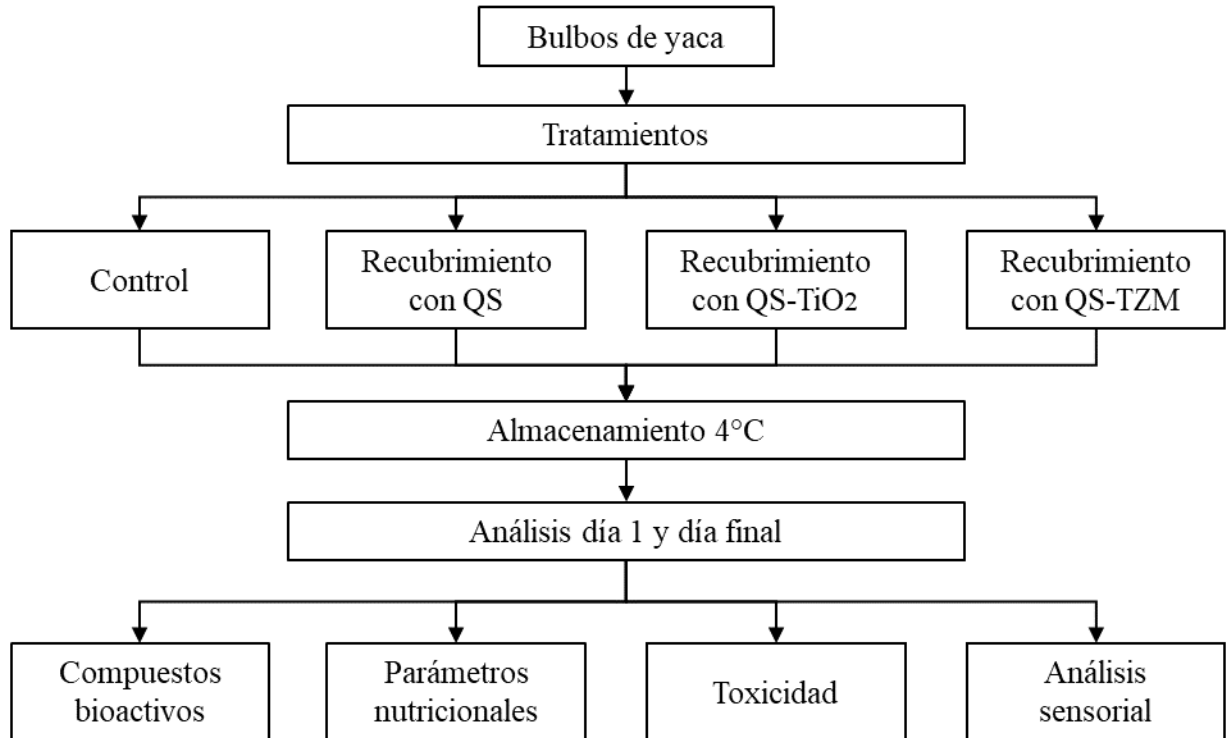 Bulbos de yaca
Tratamientos
Control
Recubrimiento
con QS
Recubrimiento
con QS-TiO2
Recubrimiento
con QS-TZM
Almacenamiento 4°C
Análisis día 1 y día final
Compuestos
bioactivos
Parámetros
nutricionales
Toxicidad
Análisis
sensorial